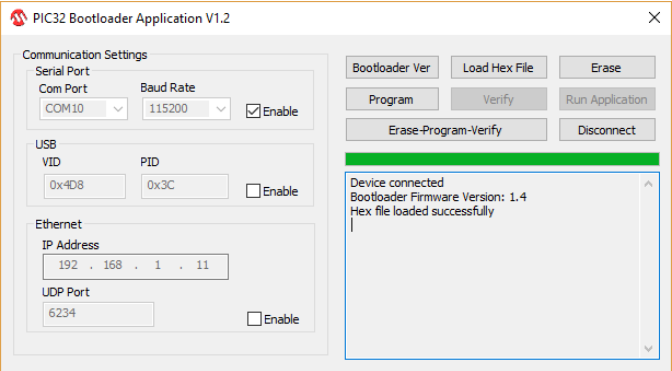 PIC32 Bootloader Application V1.2
Communication Settings
Serial Port
Com Port
Baud Rate
COM10
115200
Enable
USB
VID
PID
0x4D8
0x3C
Enable
Ethernet
IP Address
192 . 168 . 1 . 11
UDP Port
6234
Enable
Bootloader Ver
Load Hex File
Erase
Program
Verify
Run Application
Erase-Program-Verify
Disconnect
Device connected
Bootloader Firmware Version: 1.4
Hex file loaded successfully